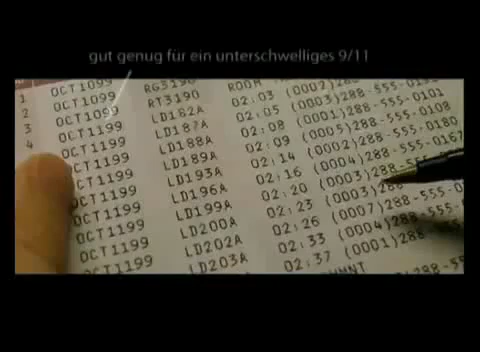 gut genug für ein unterschwelliges 9/11
1 OCT1099 RG3190 ROOM
2 OCT1099 RT3190 02:03 (0002)288-555-
3 OCT1099 LD182A 02:05 (0003)288-555-0101
4 OCT1199 LD187A 02:08 (0001)288-555-0108
OCT1199 LD188A 02:09 (0005)288-555-0180
OCT1199 LD189A 02:14 (0002)288-555-0167
OCT1199 LD193A 02:16 (0004)288-555
OCT1199 LD196A 02:20 (0003)288
OCT1199 LD199A 02:23 (0003)
OCT1199 LD200A 02:26 (0007)288-555-0
OCT1199 LD202A 02:33 (0004)288-555-0
OCT1199 LD203A 02:37 (0001)288-5